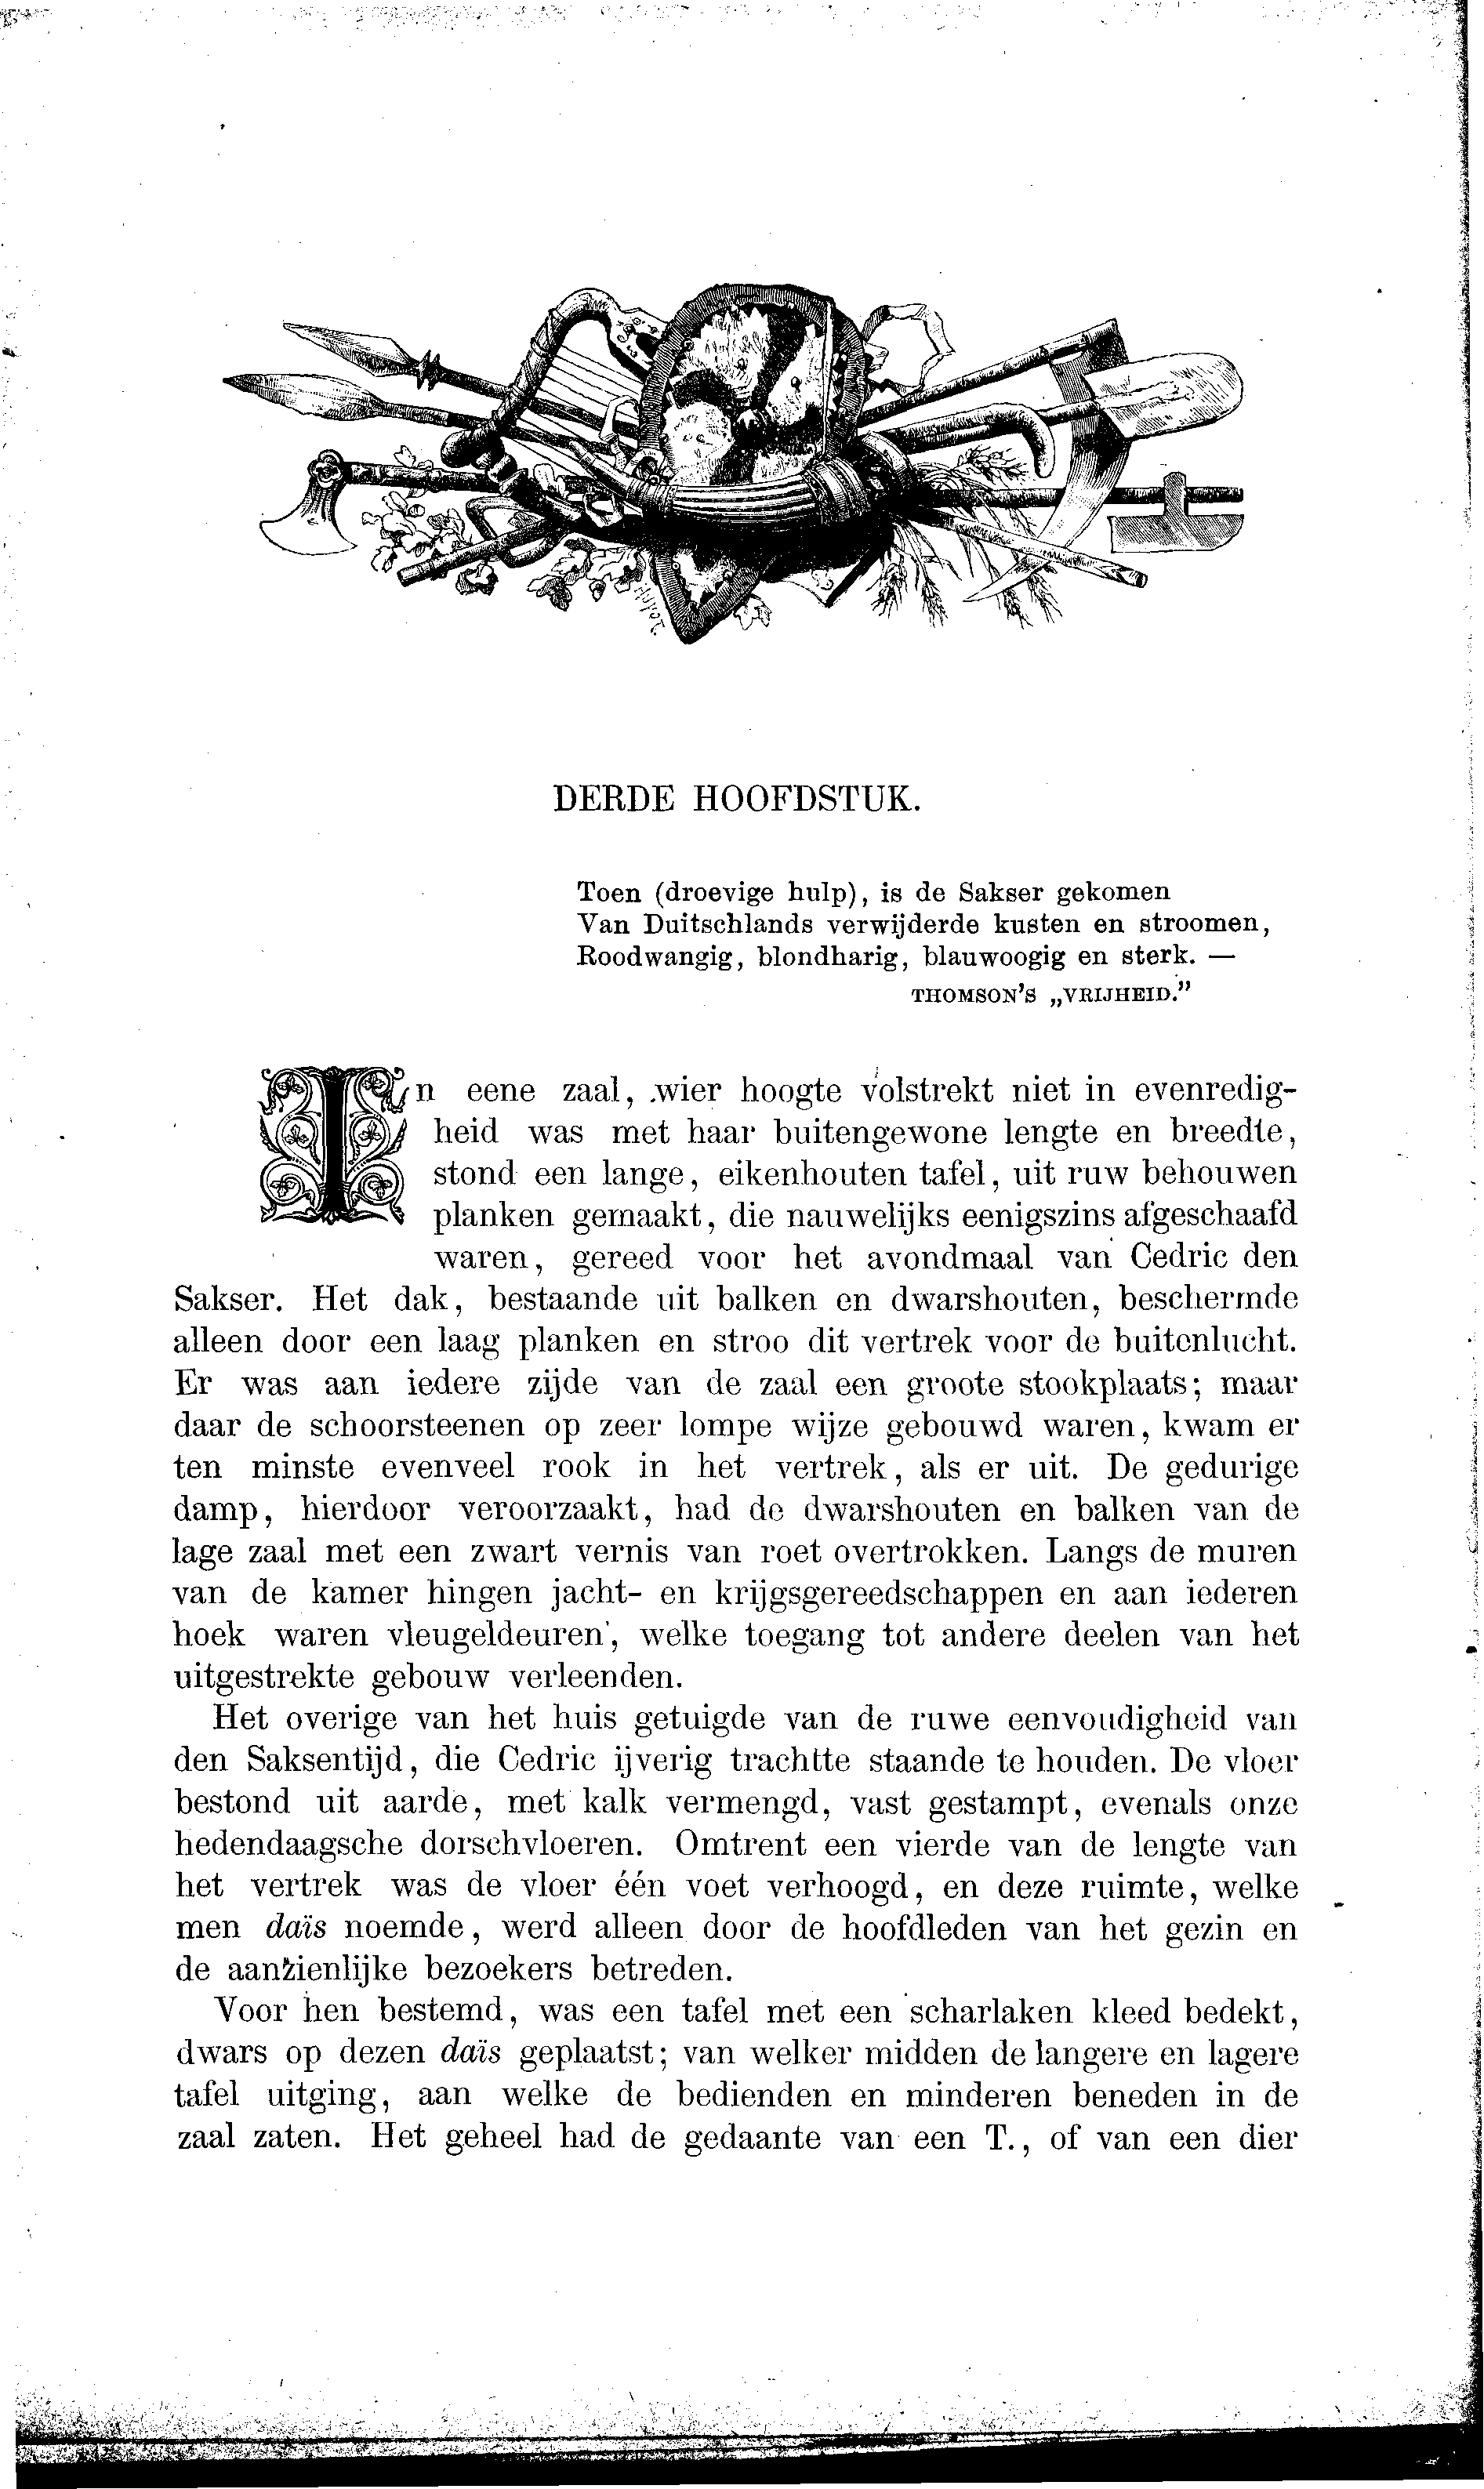 DERDE HOOFDSTUK.
Toen (droevige hulp), is de Sakser gekomen
Van Duitschlands verwijderde kusten en stroomen,
Roodwangig, blondharig, blauwoogig en sterk. —
THOMSON'S „VRIJHEID."
In eene zaal, wier hoogte volstrekt niet in evenredig-
heid was met haar buitengewone lengte en breedte,
stond een lange, eikenhouten tafel, uit ruw behouwen
planken gemaakt, die nauwelijks eenigszins afgeschaafd
waren, gereed voor het avondmaal van Cedric den
Sakser. Het dak, bestaande uit balken en dwarshouten, beschermde
alleen door een laag planken en stroo dit vertrek voor de buitenlucht.
Er was aan iedere zijde van de zaal een groote stookplaats; maar
daar de schoorsteenen op zeer lompe wijze gebouwd waren, kwam er
ten minste evenveel rook in het vertrek, als er uit. De gedurige
damp, hierdoor veroorzaakt, had de dwarshouten en balken van de
lage zaal met een zwart vernis van roet overtrokken. Langs de muren
van de kamer hingen jacht- en krijgsgereedschappen en aan iederen
hoek waren vleugeldeuren, welke toegang tot andere deelen van het
uitgestrekte gebouw verleenden.
Het overige van het huis getuigde van de ruwe eenvoudigheid van
den Saksentijd, die Cedric ijverig trachtte staande te houden. De vloer
bestond uit aarde, met kalk vermengd, vast gestampt, evenals onze
hedendaagsche dorschvloeren. Omtrent een vierde van de lengte van
het vertrek was de vloer één voet verhoogd, en deze ruimte, welke
men daïs noemde, werd alleen door de hoofdleden van het gezin en
de aanzienlijke bezoekers betreden.
Voor hen bestemd, was een tafel met een scharlaken kleed bedekt,
dwars op dezen daïs geplaatst; van welker midden de langere en lagere
tafel uitging, aan welke de bedienden en minderen beneden in de
zaal zaten. Het geheel had de gedaante van een T., of van een dier